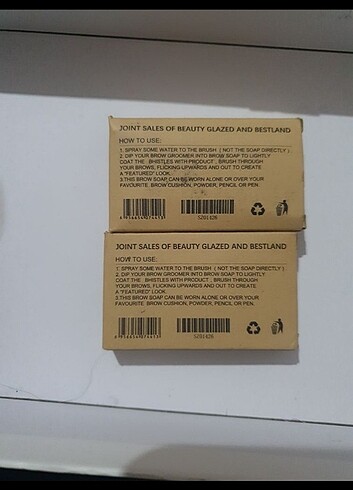 JOINT SALES OF BEAUTY GLAZED AND BESTLAND
HOW TO USE:
1. SPRAY SOME WATER TO THE BRUSH ( NOT THE SOAP DIRECTLY )
2. DIP YOUR BROW GROOMER INTO BROW SOAP TO LIGHTLY
COAT THE BHISTLES WITH PRODUCT , BRUSH THROUGH
YOUR BROWS, FLICKING UPWARDS AND OUT TO CREATE
A "FEATURED" LOOK.
3.THIS BROW SOAP CAN BE WORN ALONE OR OVER YOUR
FAVOURITE BROW CUSHION, POWDER, PENCIL OR PEN.
SZ01426
JOINT SALES OF BEAUTY GLAZED AND BESTLAND
HOW TO USE:
1. SPRAY SOME WATER TO THE BRUSH ( NOT THE SOAP DIRECTLY )
2. DIP YOUR BROW GROOMER INTO BROW SOAP TO LIGHTLY
COAT THE BHISTLES WITH PRODUCT , BRUSH THROUGH
YOUR BROWS, FLICKING UPWARDS AND OUT TO CREATE
A "FEATURED" LOOK.
3.THIS BROW SOAP CAN BE WORN ALONE OR OVER YOUR
FAVOURITE BROW CUSHION, POWDER, PENCIL OR PEN.
SZ01426